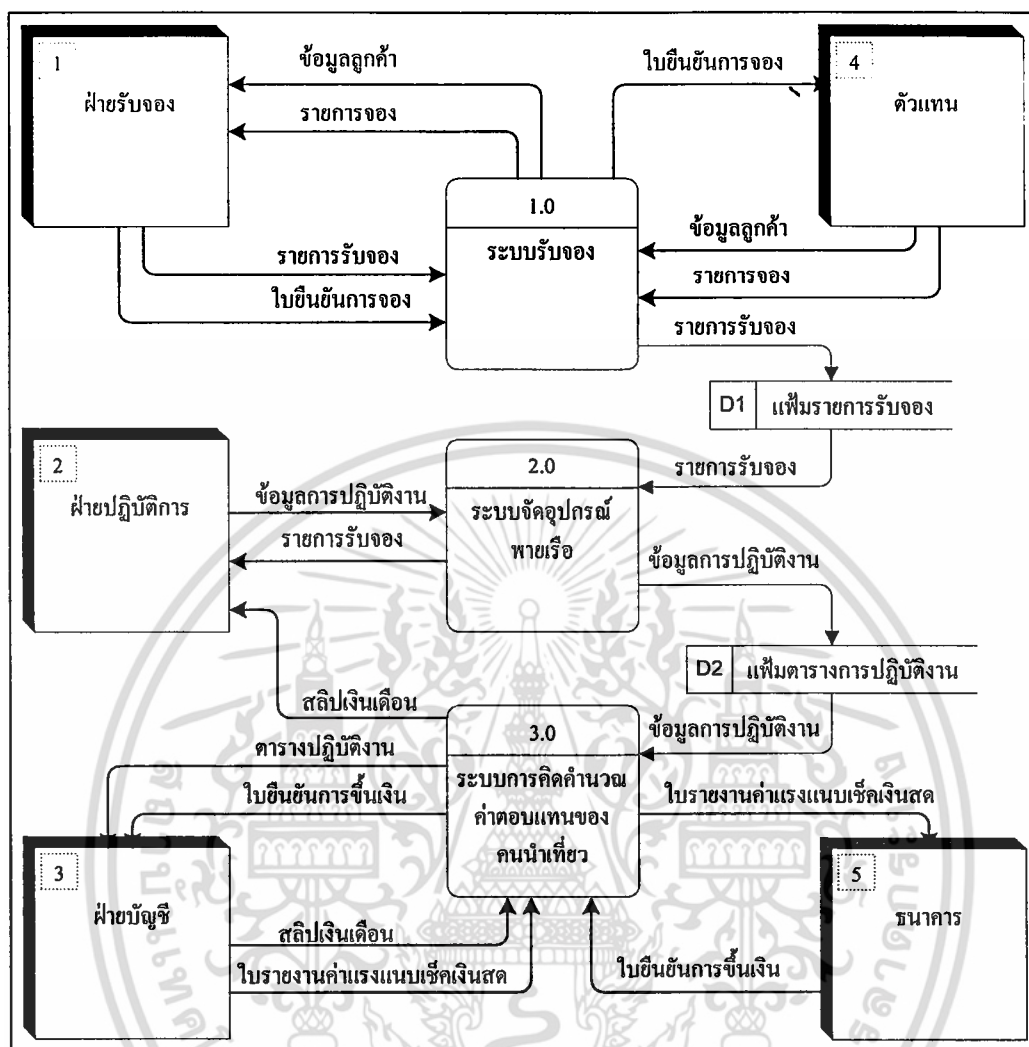 1
ฝ่ายรับจอง
ข้อมูลลูกค้า
รายการจอง
ใบยืนยันการจอง
4
ตัวแทน
1.0
ระบบรับจอง
รายการรับจอง
ใบยืนยันการจอง
ข้อมูลลูกค้า
รายการจอง
รายการรับจอง
D1 แฟ้มรายการรับจอง
รายการรับจอง
2
ฝ่ายปฏิบัติการ
ข้อมูลการปฏิบัติงาน
รายการรับจอง
2.0
ระบบจัดอุปกรณ์
พายเรือ
ข้อมูลการปฏิบัติงาน
D2 แฟ้มตารางการปฏิบัติงาน
ข้อมูลการปฏิบัติงาน
สลิปเงินเดือน
ตารางปฏิบัติงาน
ใบยืนยันการขึ้นเงิน
3.0
ระบบการคิดคำนวณ
ค่าตอบแทนของ
คนนำเที่ยว
ใบรายงานค่าแรงแนบเช็คเงินสด
3
ฝ่ายบัญชี
สลิปเงินเดือน
ใบรายงานค่าแรงแนบเช็คเงินสด
5
ธนาคาร
ใบยืนยันการขึ้นเงิน